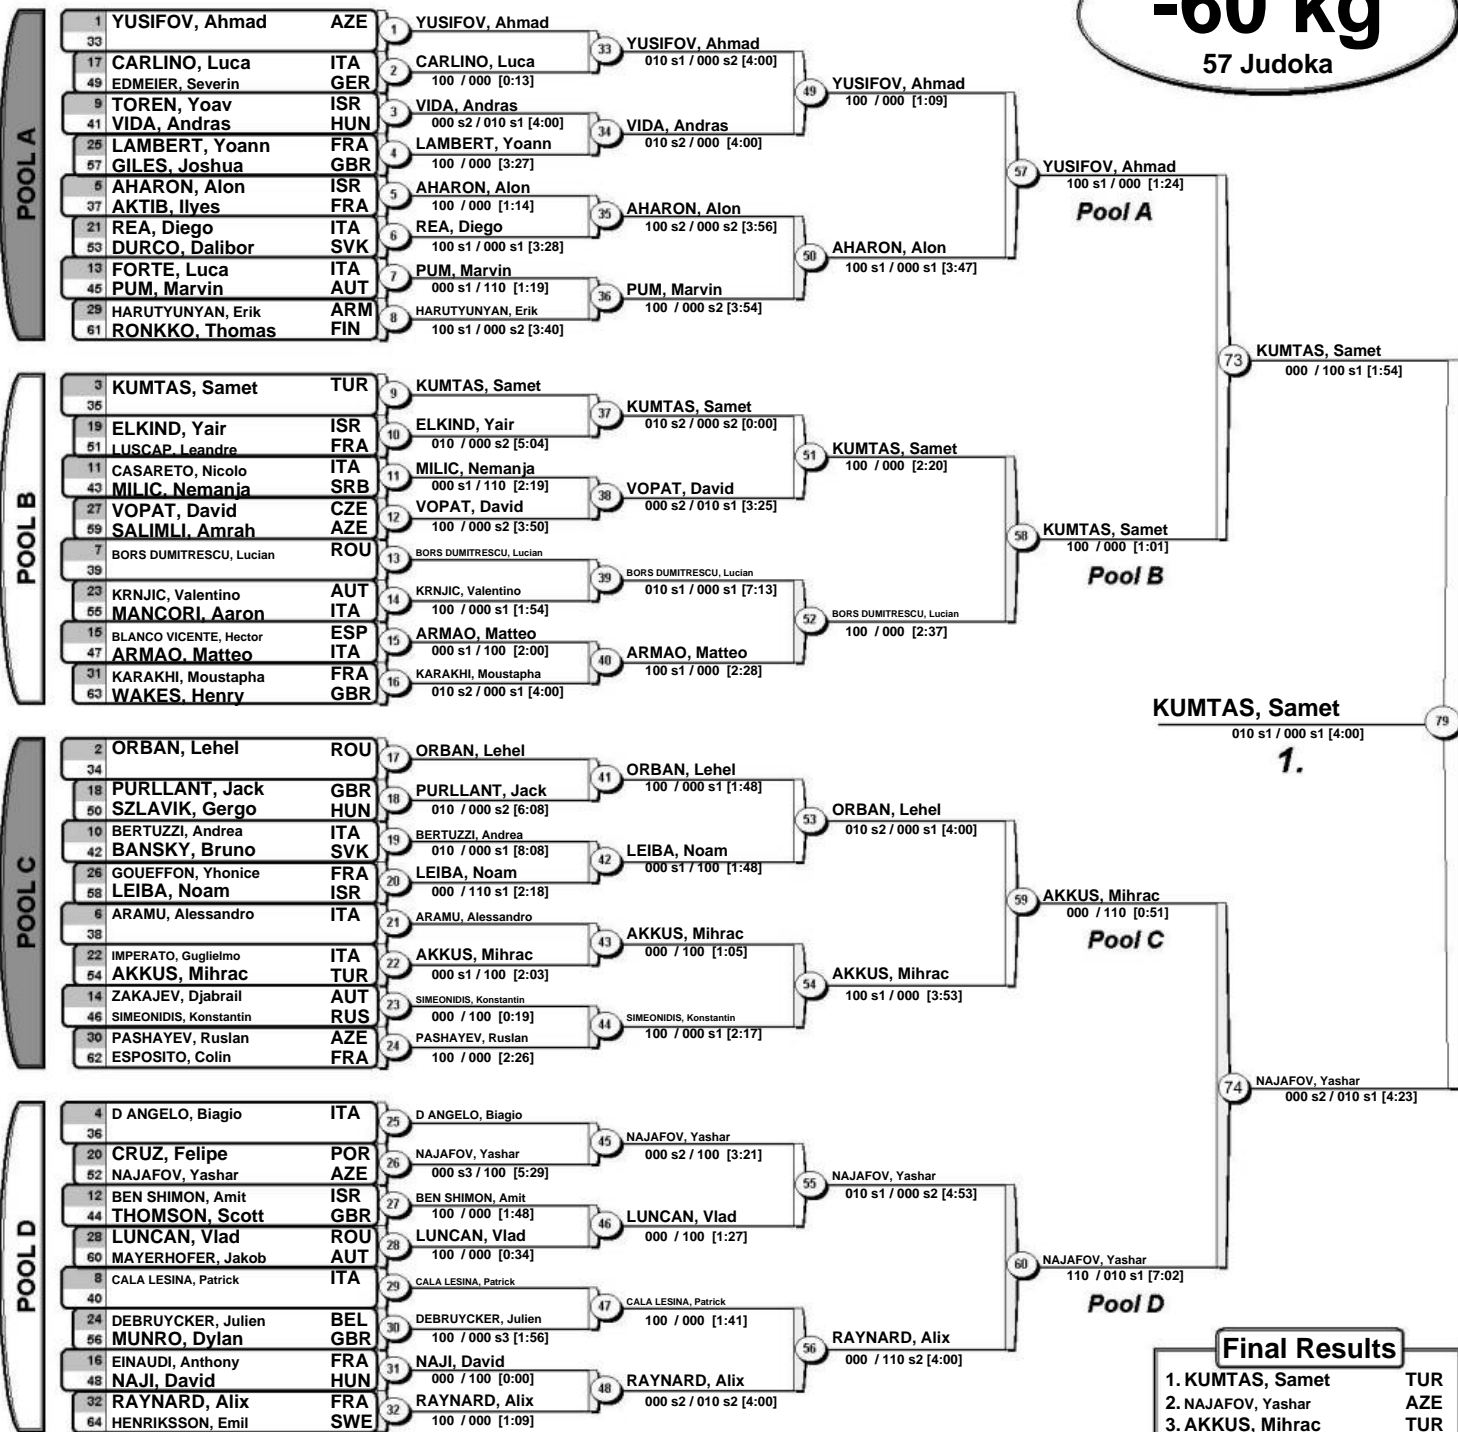 -60 kg
57 Judoka
POOL A
1 YUSIFOV, Ahmad AZE
33
17 CARLINO, Luca ITA
49 EDMEIER, Severin GER
9 TOREN, Yoav ISR
41 VIDA, Andras HUN
25 LAMBERT, Yoann FRA
57 GILES, Joshua GBR
5 AHARON, Alon ISR
37 AKTIB, Ilyes FRA
21 REA, Diego ITA
53 DURCO, Dalibor SVK
13 FORTE, Luca ITA
45 PUM, Marvin AUT
29 HARUTYUNYAN, Erik ARM
61 RONKKO, Thomas FIN
1 YUSIFOV, Ahmad
2 CARLINO, Luca
100 / 000 [0:13]
3 VIDA, Andras
000 s2 / 010 s1 [4:00]
4 LAMBERT, Yoann
100 / 000 [3:27]
5 AHARON, Alon
100 / 000 [1:14]
6 REA, Diego
100 s1 / 000 s1 [3:28]
7 PUM, Marvin
000 s1 / 110 [1:19]
8 HARUTYUNYAN, Erik
100 s1 / 000 s2 [3:40]
33 YUSIFOV, Ahmad
010 s1 / 000 s2 [4:00]
34 VIDA, Andras
010 s2 / 000 [4:00]
35 AHARON, Alon
100 s2 / 000 s2 [3:56]
36 PUM, Marvin
100 / 000 s2 [3:54]
49 YUSIFOV, Ahmad
100 / 000 [1:09]
50 AHARON, Alon
100 s1 / 000 s1 [3:47]
57 YUSIFOV, Ahmad
100 s1 / 000 [1:24]
Pool A
POOL B
3 KUMTAS, Samet TUR
35
19 ELKIND, Yair ISR
51 LUSCAP, Leandre FRA
11 CASARETO, Nicolo ITA
43 MILIC, Nemanja SRB
27 VOPAT, David CZE
59 SALIMLI, Amrah AZE
7 BORS DUMITRESCU, Lucian ROU
39
23 KRNJIC, Valentino AUT
55 MANCORI, Aaron ITA
15 BLANCO VICENTE, Hector ESP
47 ARMAO, Matteo ITA
31 KARAKHI, Moustapha FRA
63 WAKES, Henry GBR
9 KUMTAS, Samet
10 ELKIND, Yair
010 / 000 s2 [5:04]
11 MILIC, Nemanja
000 s1 / 110 [2:19]
12 VOPAT, David
100 / 000 s2 [3:50]
13 BORS DUMITRESCU, Lucian
14 KRNJIC, Valentino
100 / 000 s1 [1:54]
15 ARMAO, Matteo
000 s1 / 100 [2:00]
16 KARAKHI, Moustapha
010 s2 / 000 s1 [4:00]
37 KUMTAS, Samet
010 s2 / 000 s2 [0:00]
38 VOPAT, David
000 s2 / 010 s1 [3:25]
39 BORS DUMITRESCU, Lucian
010 s1 / 000 s1 [7:13]
40 ARMAO, Matteo
100 s1 / 000 [2:28]
51 KUMTAS, Samet
100 / 000 [2:20]
52 BORS DUMITRESCU, Lucian
100 / 000 [2:37]
58 KUMTAS, Samet
100 / 000 [1:01]
Pool B
73 KUMTAS, Samet
000 / 100 s1 [1:54]
KUMTAS, Samet 79
010 s1 / 000 s1 [4:00]
1.
POOL C
2 ORBAN, Lehel ROU
34
18 PURLLANT, Jack GBR
50 SZLAVIK, Gergo HUN
10 BERTUZZI, Andrea ITA
42 BANSKY, Bruno SVK
26 GOUEFFON, Yhonice FRA
58 LEIBA, Noam ISR
6 ARAMU, Alessandro ITA
38
22 IMPERATO, Guglielmo ITA
54 AKKUS, Mihrac TUR
14 ZAKAJEV, Djabrail AUT
46 SIMEONIDIS, Konstantin RUS
30 PASHAYEV, Ruslan AZE
62 ESPOSITO, Colin FRA
17 ORBAN, Lehel
18 PURLLANT, Jack
010 / 000 s2 [6:08]
19 BERTUZZI, Andrea
010 / 000 s1 [8:08]
20 LEIBA, Noam
000 / 110 s1 [2:18]
21 ARAMU, Alessandro
22 AKKUS, Mihrac
000 s1 / 100 [2:03]
23 SIMEONIDIS, Konstantin
000 / 100 [0:19]
24 PASHAYEV, Ruslan
100 / 000 [2:26]
41 ORBAN, Lehel
100 / 000 s1 [1:48]
42 LEIBA, Noam
000 s1 / 100 [1:48]
43 AKKUS, Mihrac
000 / 100 [1:05]
44 SIMEONIDIS, Konstantin
100 / 000 s1 [2:17]
53 ORBAN, Lehel
010 s2 / 000 s1 [4:00]
54 AKKUS, Mihrac
100 s1 / 000 [3:53]
59 AKKUS, Mihrac
000 / 110 [0:51]
Pool C
74 NAJAFOV, Yashar
000 s2 / 010 s1 [4:23]
POOL D
4 D ANGELO, Biagio ITA
36
20 CRUZ, Felipe POR
52 NAJAFOV, Yashar AZE
12 BEN SHIMON, Amit ISR
44 THOMSON, Scott GBR
28 LUNCAN, Vlad ROU
60 MAYERHOFER, Jakob AUT
8 CALA LESINA, Patrick ITA
40
24 DEBRUYCKER, Julien BEL
56 MUNRO, Dylan GBR
16 EINAUDI, Anthony FRA
48 NAJI, David HUN
32 RAYNARD, Alix FRA
64 HENRIKSSON, Emil SWE
25 D ANGELO, Biagio
26 NAJAFOV, Yashar
000 s3 / 100 [5:29]
27 BEN SHIMON, Amit
100 / 000 [1:48]
28 LUNCAN, Vlad
100 / 000 [0:34]
29 CALA LESINA, Patrick
30 DEBRUYCKER, Julien
100 / 000 s3 [1:56]
31 NAJI, David
000 / 100 [0:00]
32 RAYNARD, Alix
100 / 000 [1:09]
45 NAJAFOV, Yashar
000 s2 / 100 [3:21]
46 LUNCAN, Vlad
000 / 100 [1:27]
47 CALA LESINA, Patrick
100 / 000 [1:41]
48 RAYNARD, Alix
000 s2 / 010 s2 [4:00]
55 NAJAFOV, Yashar
010 s1 / 000 s2 [4:53]
56 RAYNARD, Alix
000 / 110 s2 [4:00]
60 NAJAFOV, Yashar
110 / 010 s1 [7:02]
Pool D
Final Results
1. KUMTAS, Samet TUR
2. NAJAFOV, Yashar AZE
3. AKKUS, Mihrac TUR